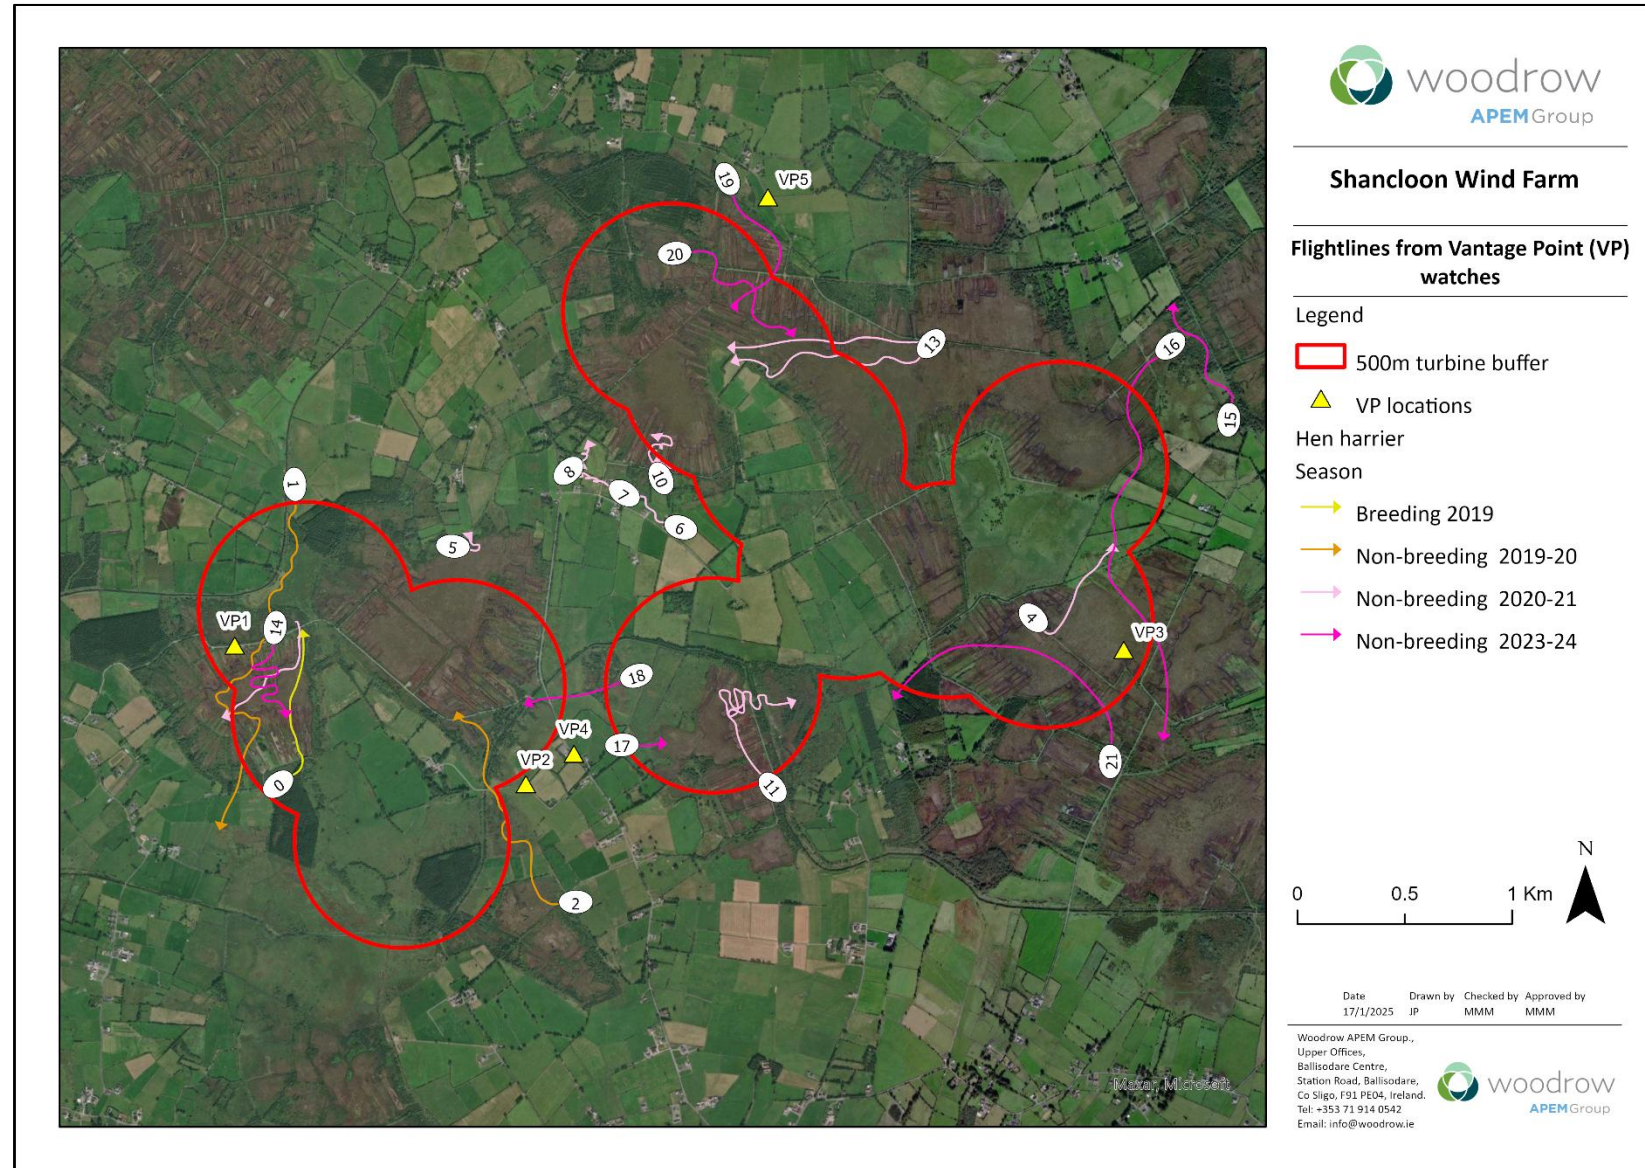 woodrow
APEM Group
Shancloon Wind Farm
Flightlines from Vantage Point (VP)
watches
Legend
500m turbine buffer
VP locations
Hen harrier
Season
Breeding 2019
Non-breeding 2019-20
Non-breeding 2020-21
Non-breeding 2023-24
N
0 0.5 1 Km
Date Drawn by Checked by Approved by
17/1/2025 JP MMM MMM
Woodrow APEM Group.,
Upper Offices,
Ballisodare Centre,
Station Road, Ballisodare,
Co Sligo, F91 PE04, Ireland.
Tel: +353 71 914 0542
Email: info@woodrow.ie
woodrow
APEM Group
19
VP5
20
13
16
15
8
10
7
6
1
5
14
VP1
4
VP3
18
VP4
17
VP2
0
11
21
2
Maxar, Microsoft